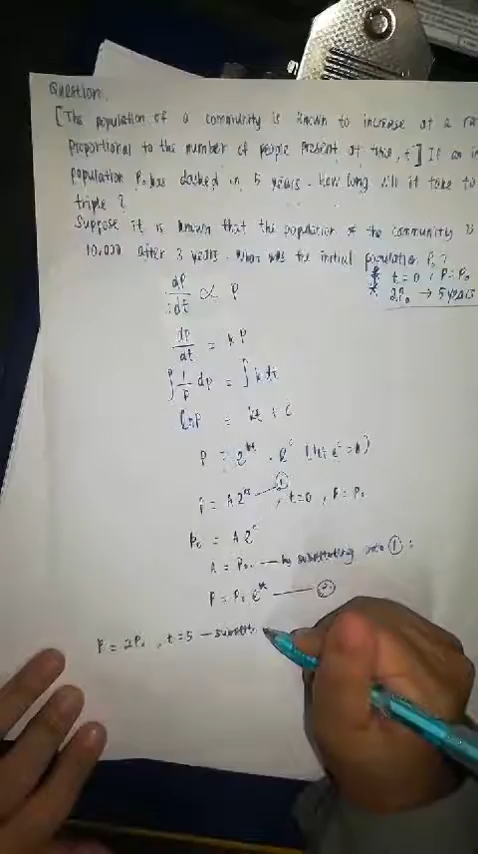 Question
[The population of a community is known to increase at a ra
proportional to the number of people present at time, t] If an in
population P₀ has doubled in 5 years. How long will it take to
triple ?
Suppose it is known that the population of the community is
10,000 after 3 years. What was the initial population P₀ ?
* t=0, P=P₀
* 2P₀ → 5 years
dP/dt ∝ P
dP/dt = kP
∫ 1/P dP = ∫ k dt
lnP = kt + C
P = e^kt . e^c (let e^c = A)
P = A e^kt —— ① , t=0, P=P₀
P₀ = A e^0
A = P₀. — by substituting into ① :
P = P₀ e^kt —— ②
P = 2P₀, t=5 — substit